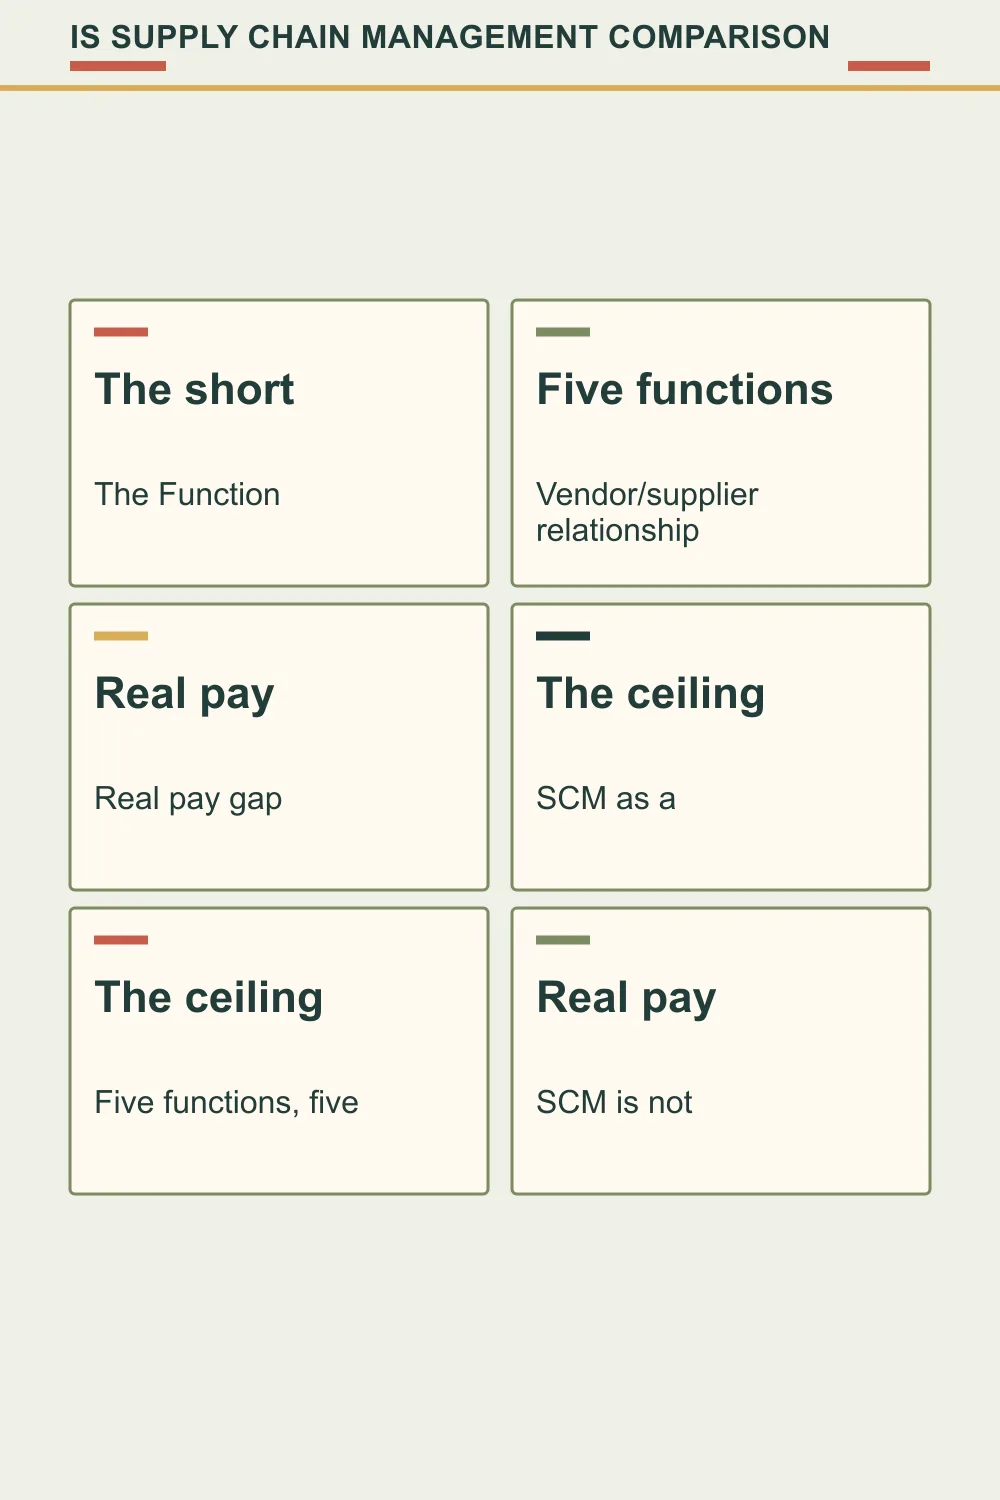 IS SUPPLY CHAIN MANAGEMENT COMPARISON
The short
The Function
Five functions
Vendor/supplier
relationship
Real pay
Real pay gap
The ceiling
SCM as a
The ceiling
Five functions, five
Real pay
SCM is not